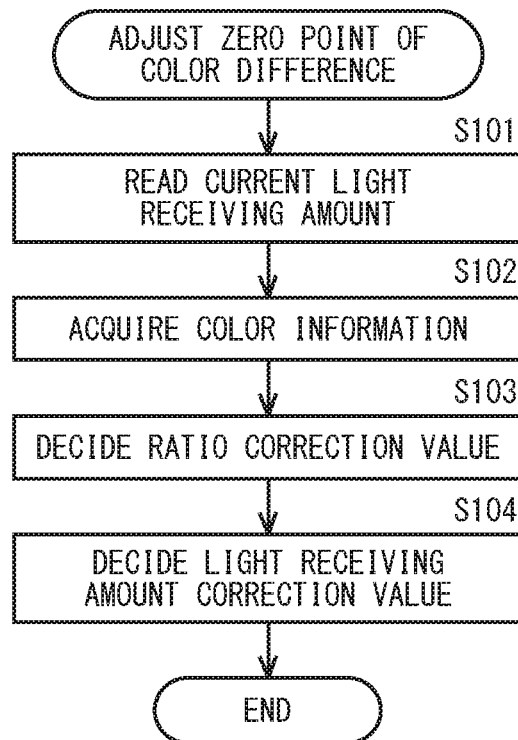 ADJUST ZERO POINT OF
COLOR DIFFERENCE
S101
READ CURRENT LIGHT
RECEIVING AMOUNT
S102
ACQUIRE COLOR INFORMATION
S103
DECIDE RATIO CORRECTION VALUE
S104
DECIDE LIGHT RECEIVING
AMOUNT CORRECTION VALUE
END